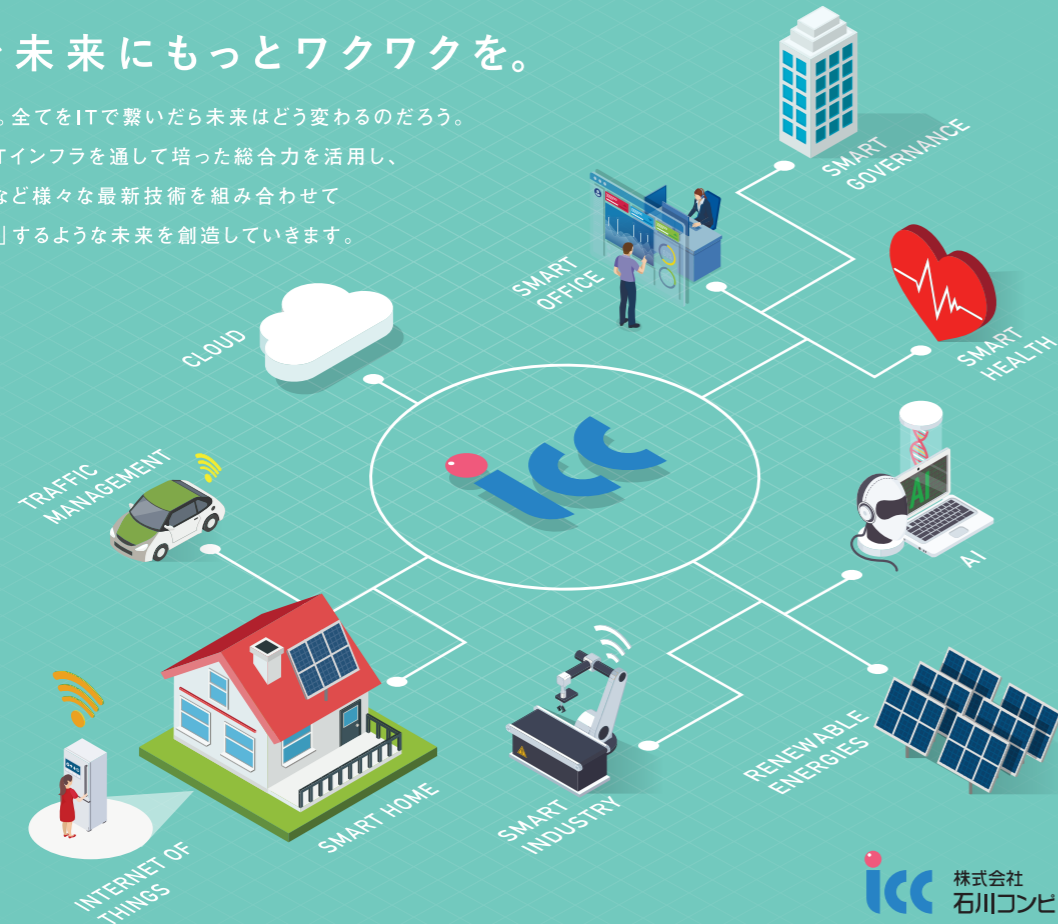 未来にもっとワクワクを。
。全てをITで繋いだら未来はどう変わるのだろう。
Tインフラを通して培った総合力を活用し、
など様々な最新技術を組み合わせて
」するような未来を創造していきます。
SMART
GOVERNANCE
SMART
OFFICE
SMART
HEALTH
CLOUD
TRAFFIC
MANAGEMENT
icc
AI
AI
SMART HOME
SMART
INDUSTRY
RENEWABLE
ENERGIES
INTERNET OF
THINGS
icc
株式会社
石川コンピ